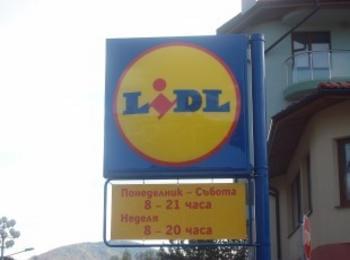 LIDL
Понеделник - Събота
8 - 21 часа
Неделя
8 - 20 часа